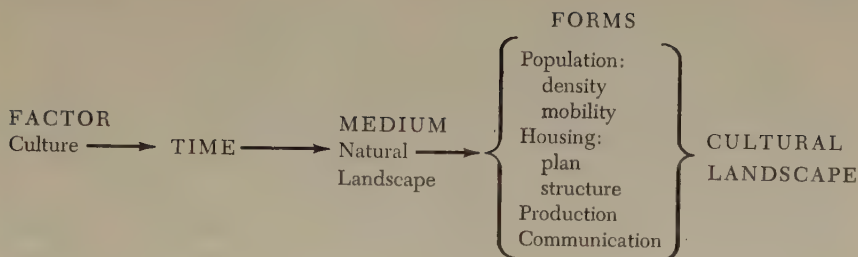 FORMS
FACTOR
Culture
TIME
MEDIUM
Natural
Landscape
Population:
density
mobility
Housing:
plan
structure
Production
Communication
CULTURAL
LANDSCAPE